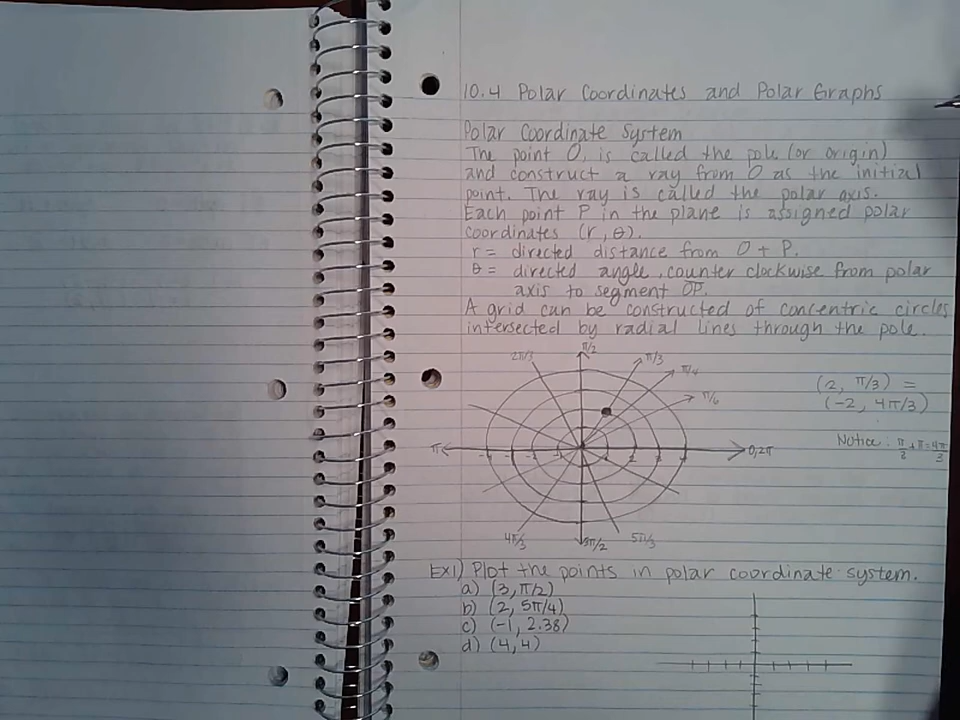 10.4 Polar Coordinates and Polar Graphs
Polar Coordinate System
The point O, is called the pole (or origin)
and construct a ray from O as the initial
point. The ray is called the polar axis.
Each point P in the plane is assigned polar
coordinates (r, θ).
r = directed distance from O + P.
θ = directed angle, counter clockwise from polar
axis to segment OP.
A grid can be constructed of concentric circles
intersected by radial lines through the pole.
π/2
2π/3
π/3
π/4
π/6
(2, π/3) =
(-2, 4π/3)
π
0,2π
Notice: π/3 + π = 4π/3
4π/3
3π/2
5π/3
EX1) Plot the points in polar coordinate system.
a) (3, π/2)
b) (2, 5π/4)
c) (-1, 2.38)
d) (4,4)